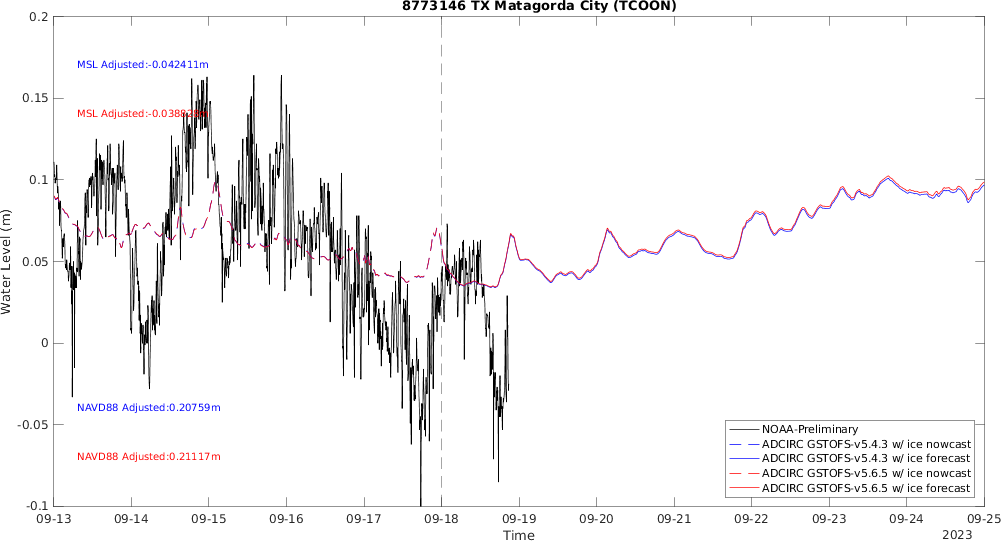 8773146 TX Matagorda City (TCOON)
0.2
0.15
0.1
0.05
0
-0.05
-0.1
Water Level (m)
MSL Adjusted:-0.042411m
MSL Adjusted:
NAVD88 Adjusted:0.20759m
NAVD88 Adjusted:0.21117m
NOAA-Preliminary
ADCIRC GSTOFS-v5.4.3 w/ ice nowcast
ADCIRC GSTOFS-v5.4.3 w/ ice forecast
ADCIRC GSTOFS-v5.6.5 w/ ice nowcast
ADCIRC GSTOFS-v5.6.5 w/ ice forecast
09-13 09-14 09-15 09-16 09-17 09-18 09-19 09-20 09-21 09-22 09-23 09-24 09-25
Time
2023